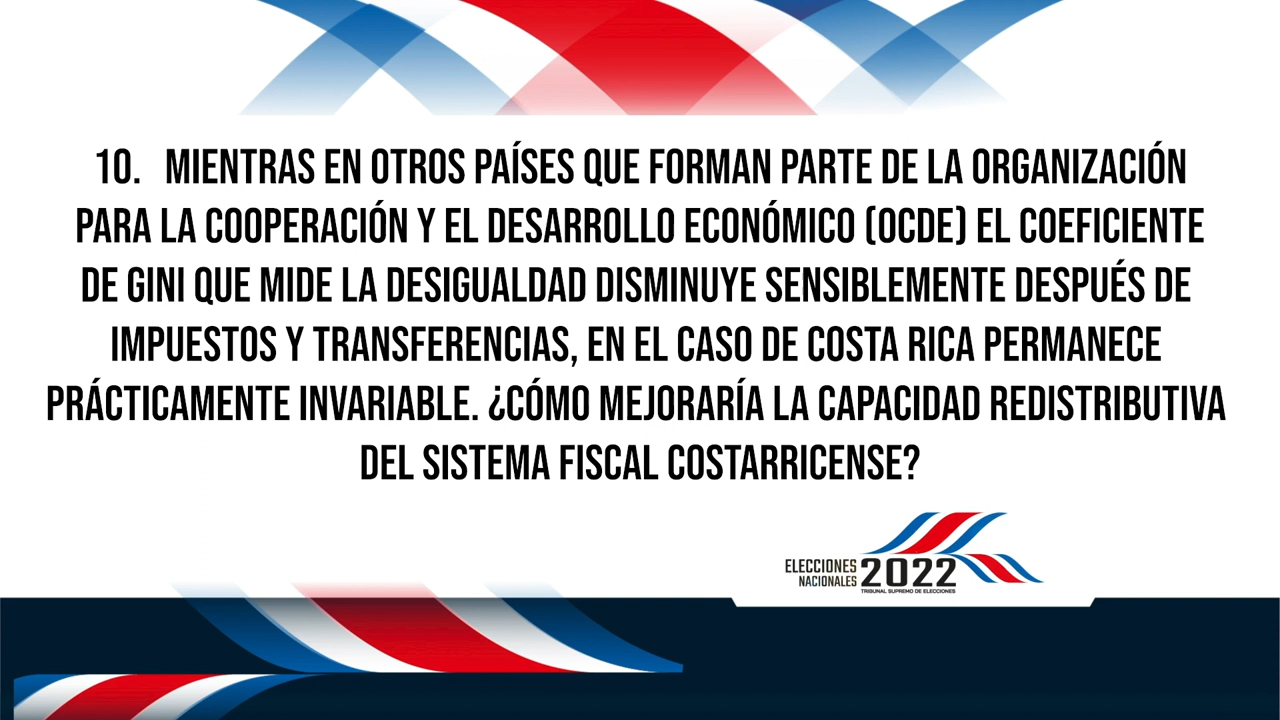 10. MIENTRAS EN OTROS PAÍSES QUE FORMAN PARTE DE LA ORGANIZACIÓN
PARA LA COOPERACIÓN Y EL DESARROLLO ECONÓMICO (OCDE) EL COEFICIENTE
DE GINI QUE MIDE LA DESIGUALDAD DISMINUYE SENSIBLEMENTE DESPUÉS DE
IMPUESTOS Y TRANSFERENCIAS, EN EL CASO DE COSTA RICA PERMANECE
PRÁCTICAMENTE INVARIABLE. ¿CÓMO MEJORARÍA LA CAPACIDAD REDISTRIBUTIVA
DEL SISTEMA FISCAL COSTARRICENSE?
ELECCIONES
NACIONALES
2022
TRIBUNAL SUPREMO DE ELECCIONES